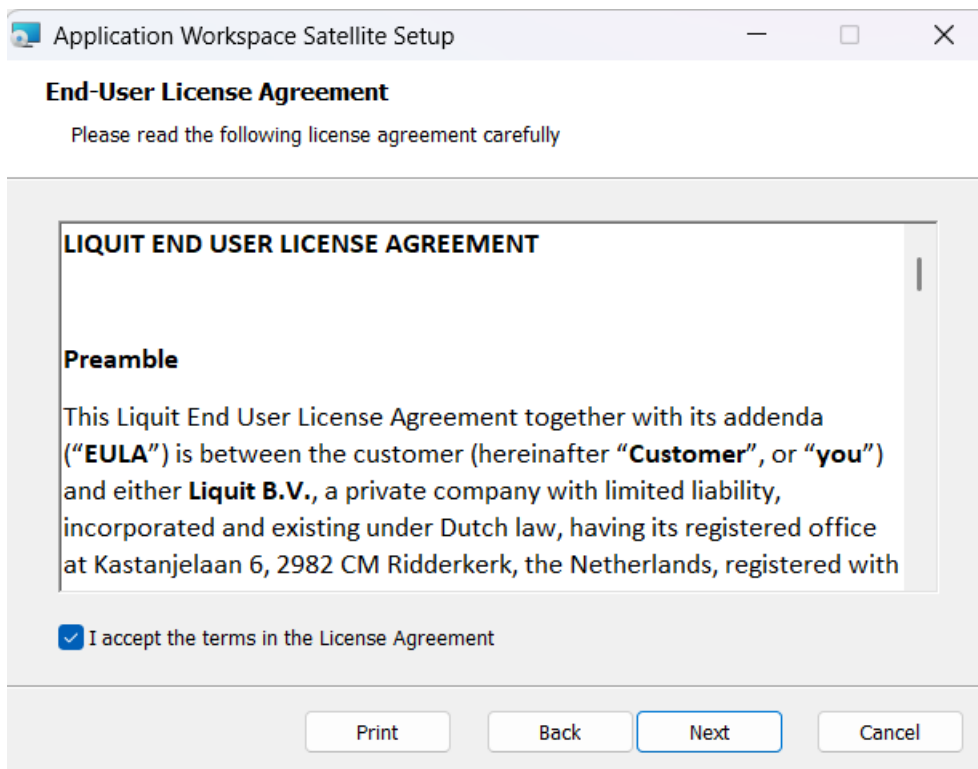 Application Workspace Satellite Setup
End-User License Agreement
Please read the following license agreement carefully
LIQUIT END USER LICENSE AGREEMENT
Preamble
This Liquit End User License Agreement together with its addenda
(“EULA”) is between the customer (hereinafter “Customer”, or “you”)
and either Liquit B.V., a private company with limited liability,
incorporated and existing under Dutch law, having its registered office
at Kastanjelaan 6, 2982 CM Ridderkerk, the Netherlands, registered with
I accept the terms in the License Agreement
Print Back Next Cancel